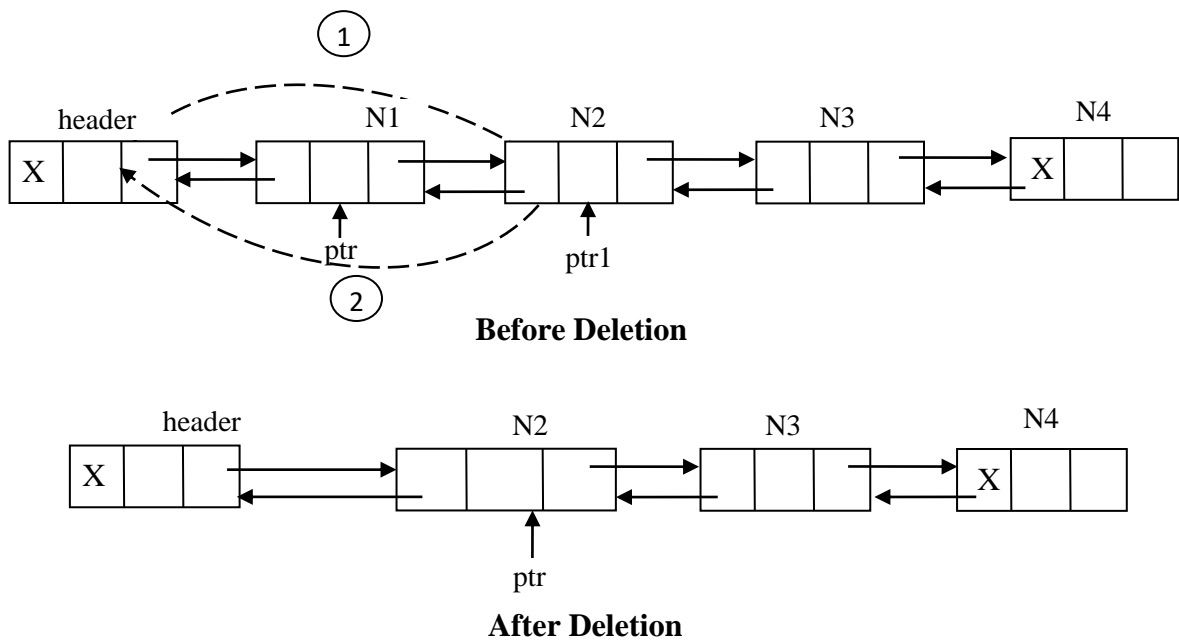 1
header N1 N2 N3 N4
X X
ptr ptr1
2
Before Deletion
header N2 N3 N4
X X
ptr
After Deletion